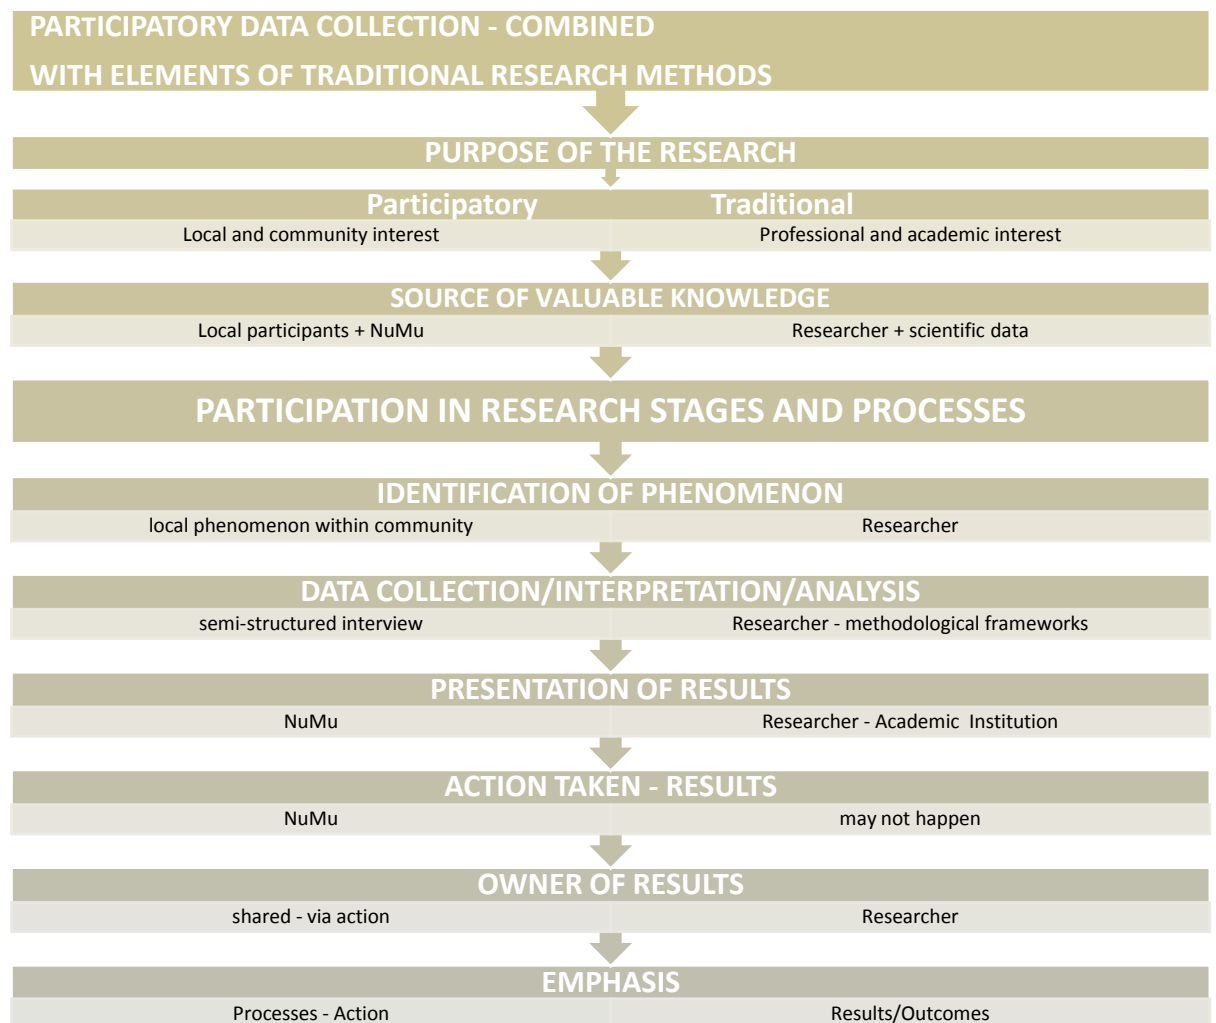 PARTICIPATORY DATA COLLECTION - COMBINED
WITH ELEMENTS OF TRADITIONAL RESEARCH METHODS
PURPOSE OF THE RESEARCH
Participatory Traditional
Local and community interest Professional and academic interest
SOURCE OF VALUABLE KNOWLEDGE
Local participants + NuMu Researcher + scientific data
PARTICIPATION IN RESEARCH STAGES AND PROCESSES
IDENTIFICATION OF PHENOMENON
local phenomenon within community Researcher
DATA COLLECTION/INTERPRETATION/ANALYSIS
semi-structured interview Researcher - methodological frameworks
PRESENTATION OF RESULTS
NuMu Researcher - Academic Institution
ACTION TAKEN - RESULTS
NuMu may not happen
OWNER OF RESULTS
shared - via action Researcher
EMPHASIS
Processes - Action Results/Outcomes